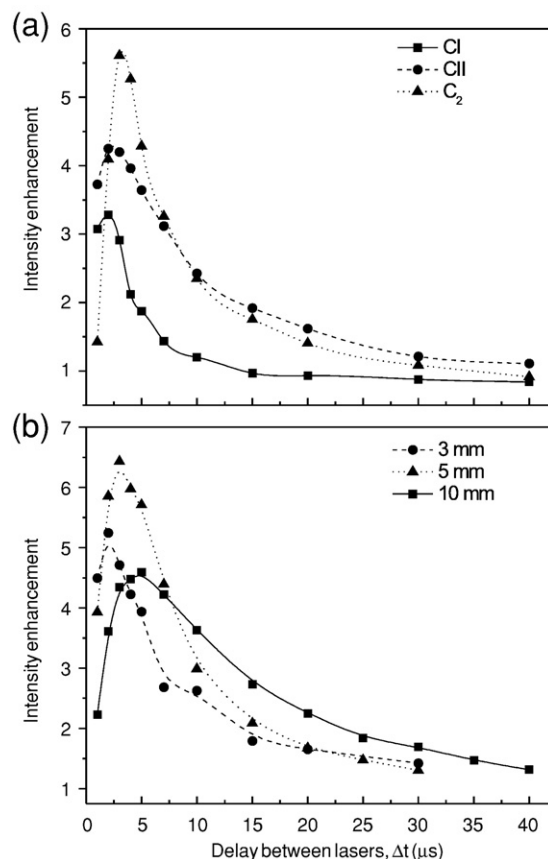 (a)
6
5
4
3
2
1
Intensity enhancement
CI
CII
C₂
(b)
7
6
5
4
3
2
1
Intensity enhancement
3 mm
5 mm
10 mm
0 5 10 15 20 25 30 35 40
Delay between lasers, Δt (μs)